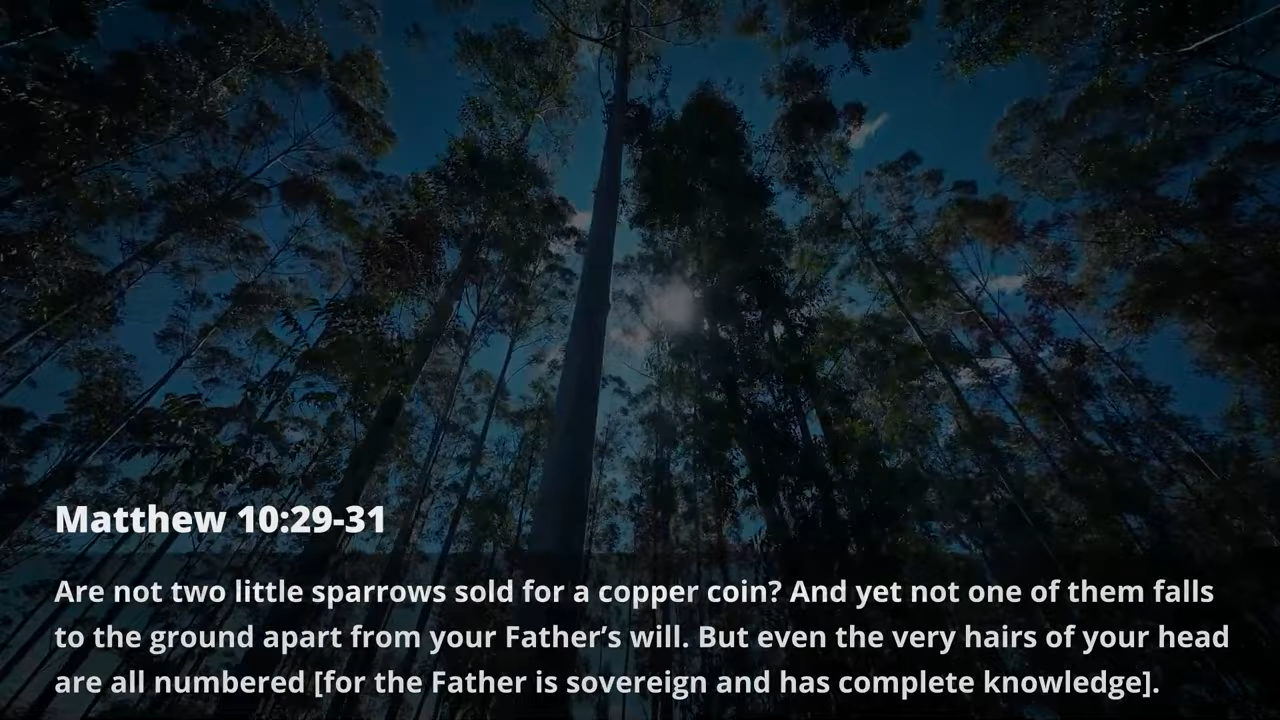 Matthew 10:29-31
Are not two little sparrows sold for a copper coin? And yet not one of them falls
to the ground apart from your Father’s will. But even the very hairs of your head
are all numbered [for the Father is sovereign and has complete knowledge].